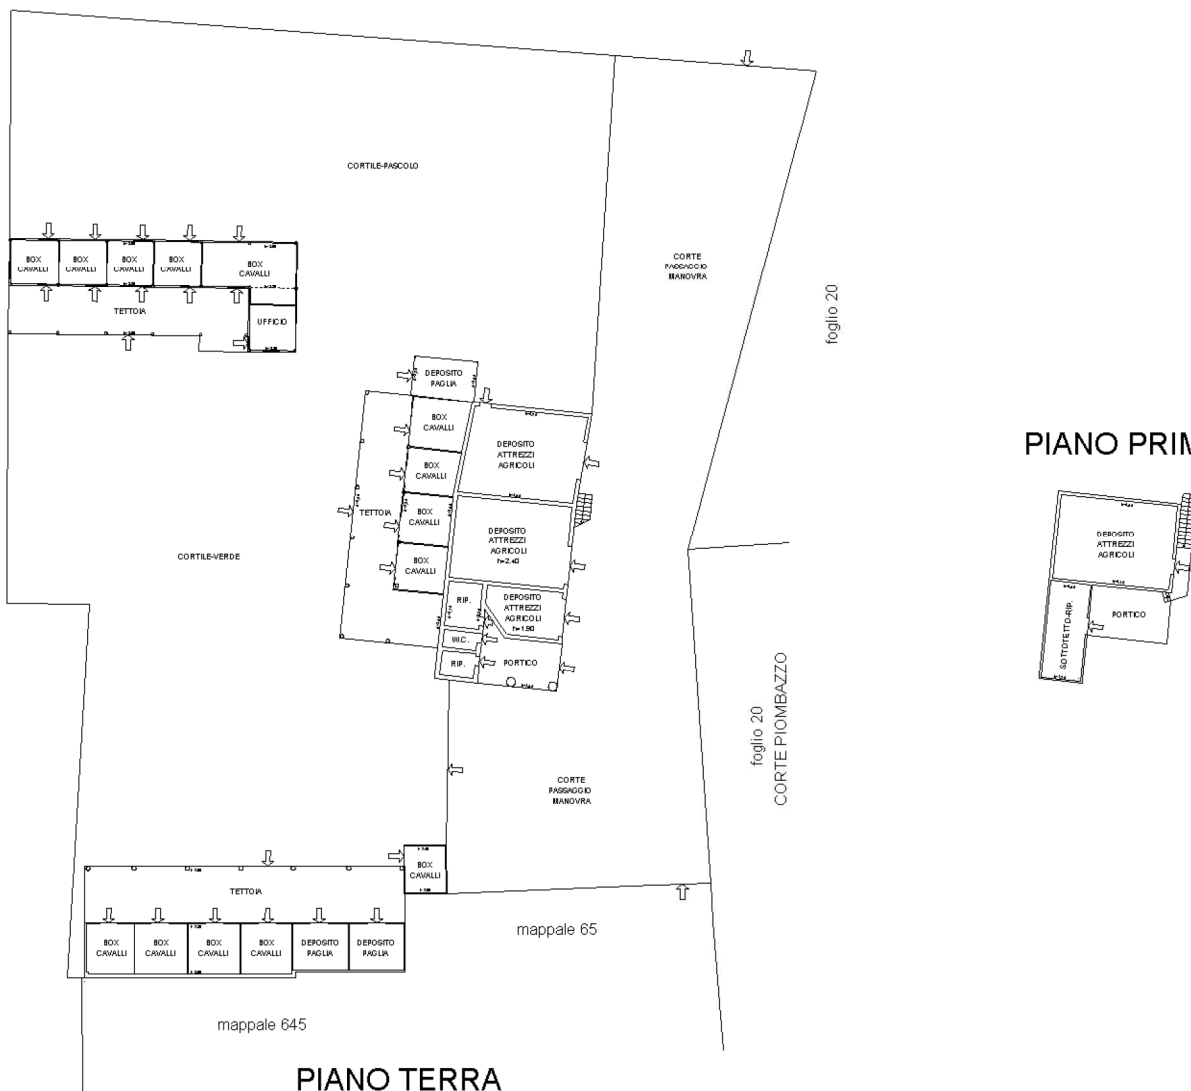 CORTILE-PASCOLO
CORTE
PASSAGGIO
MANOVRA
foglio 20
BOX
CAVALLI
BOX
CAVALLI
BOX
CAVALLI
BOX
CAVALLI
BOX
CAVALLI
TETTOIA
UFFICIO
DEPOSITO
PAGLIA
BOX
CAVALLI
BOX
CAVALLI
BOX
CAVALLI
BOX
CAVALLI
TETTOIA
DEPOSITO
ATTREZZI
AGRICOLI
DEPOSITO
ATTREZZI
AGRICOLI
h=2.40
DEPOSITO
ATTREZZI
AGRICOLI
h=1.90
RIP.
W.C.
RIP.
PORTICO
CORTILE-VERDE
PIANO PRIM
DEPOSITO
ATTREZZI
AGRICOLI
SOTTOTETTO-RIP.
PORTICO
foglio 20
CORTE PIOMBAZZO
CORTE
PASSAGGIO
MANOVRA
BOX
CAVALLI
TETTOIA
BOX
CAVALLI
BOX
CAVALLI
BOX
CAVALLI
BOX
CAVALLI
DEPOSITO
PAGLIA
DEPOSITO
PAGLIA
mappale 65
mappale 645
PIANO TERRA